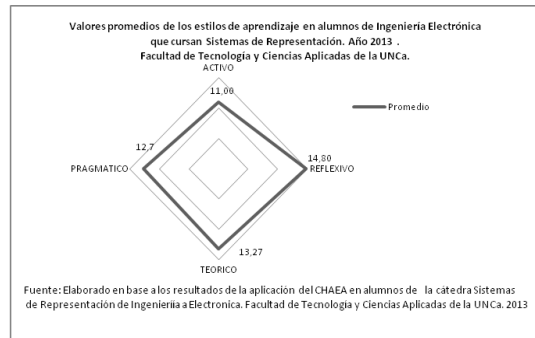 Valores promedios de los estilos de aprendizaje en alumnos de Ingeniería Electrónica
que cursan Sistemas de Representación. Año 2013 .
Facultad de Tecnología y Ciencias Aplicadas de la UNCa.
ACTIVO
11,00
Promedio
12,7
14,80
PRAGMATICO
REFLEXIVO
13,27
TEORICO
Fuente: Elaborado en base a los resultados de la aplicación del CHAEA en alumnos de la cátedra Sistemas
de Representación de Ingenieriía a Electronica. Facultad de Tecnología y Ciencias Aplicadas de la UNCa. 2013